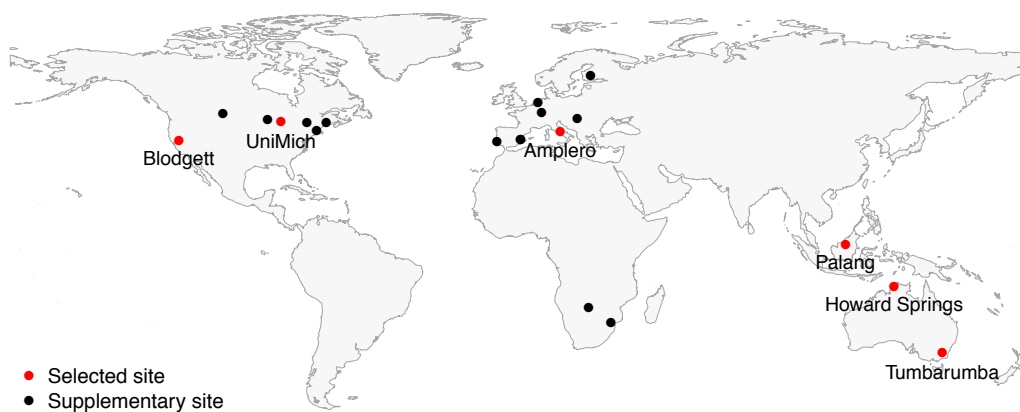 UniMich
Blodgett
Amplero
Palang
Howard Springs
Tumbarumba
Selected site
Supplementary site